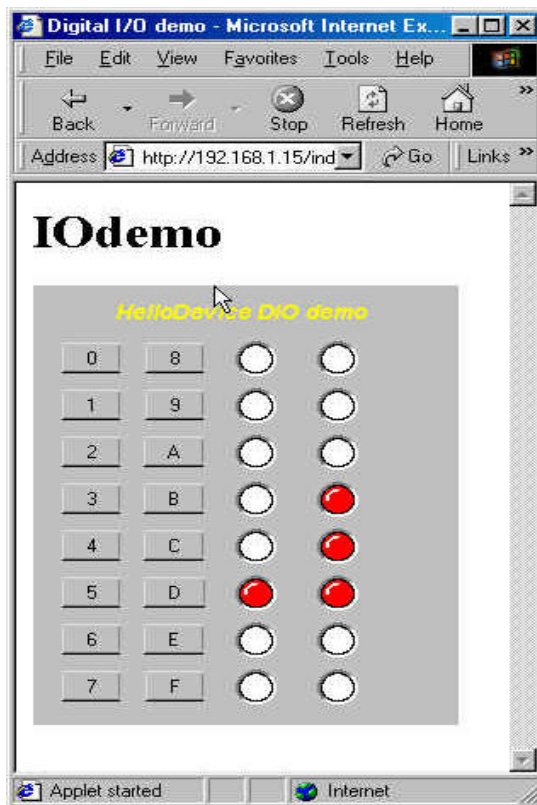 Digital I/O demo - Microsoft Internet Ex...
File Edit View Favorites Tools Help
Back Forward Stop Refresh Home »
Address http://192.168.1.15/ind Go Links »
IOdemo
HelloDevice DIO demo
0 8
1 9
2 A
3 B
4 C
5 D
6 E
7 F
Applet started Internet